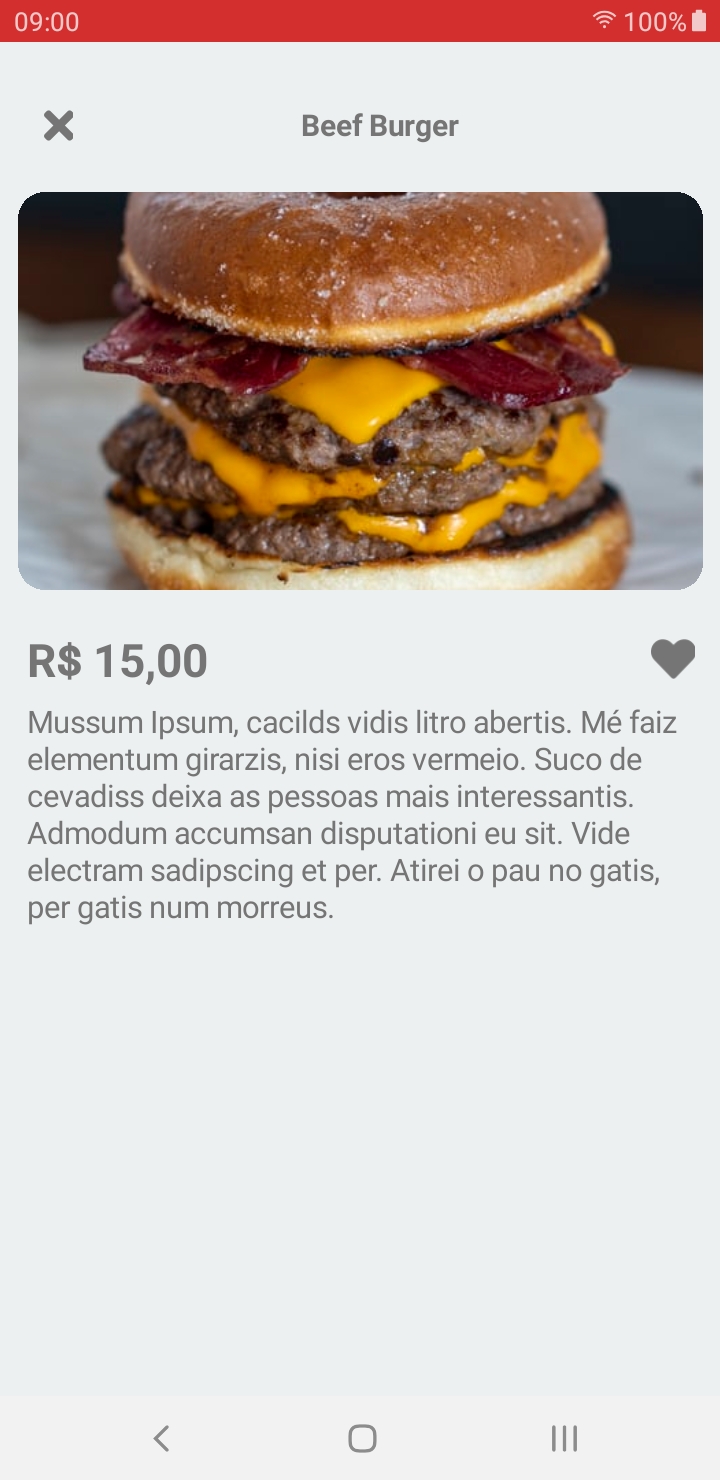 09:00
100%
Beef Burger
R$ 15,00
Mussum Ipsum, cacilds vidis litro abertis. Mé faiz
elementum girarzis, nisi eros vermeio. Suco de
cevadiss deixa as pessoas mais interessantis.
Admodum accumsan disputationi eu sit. Vide
electram sadipscing et per. Atirei o pau no gatis,
per gatis num morreus.